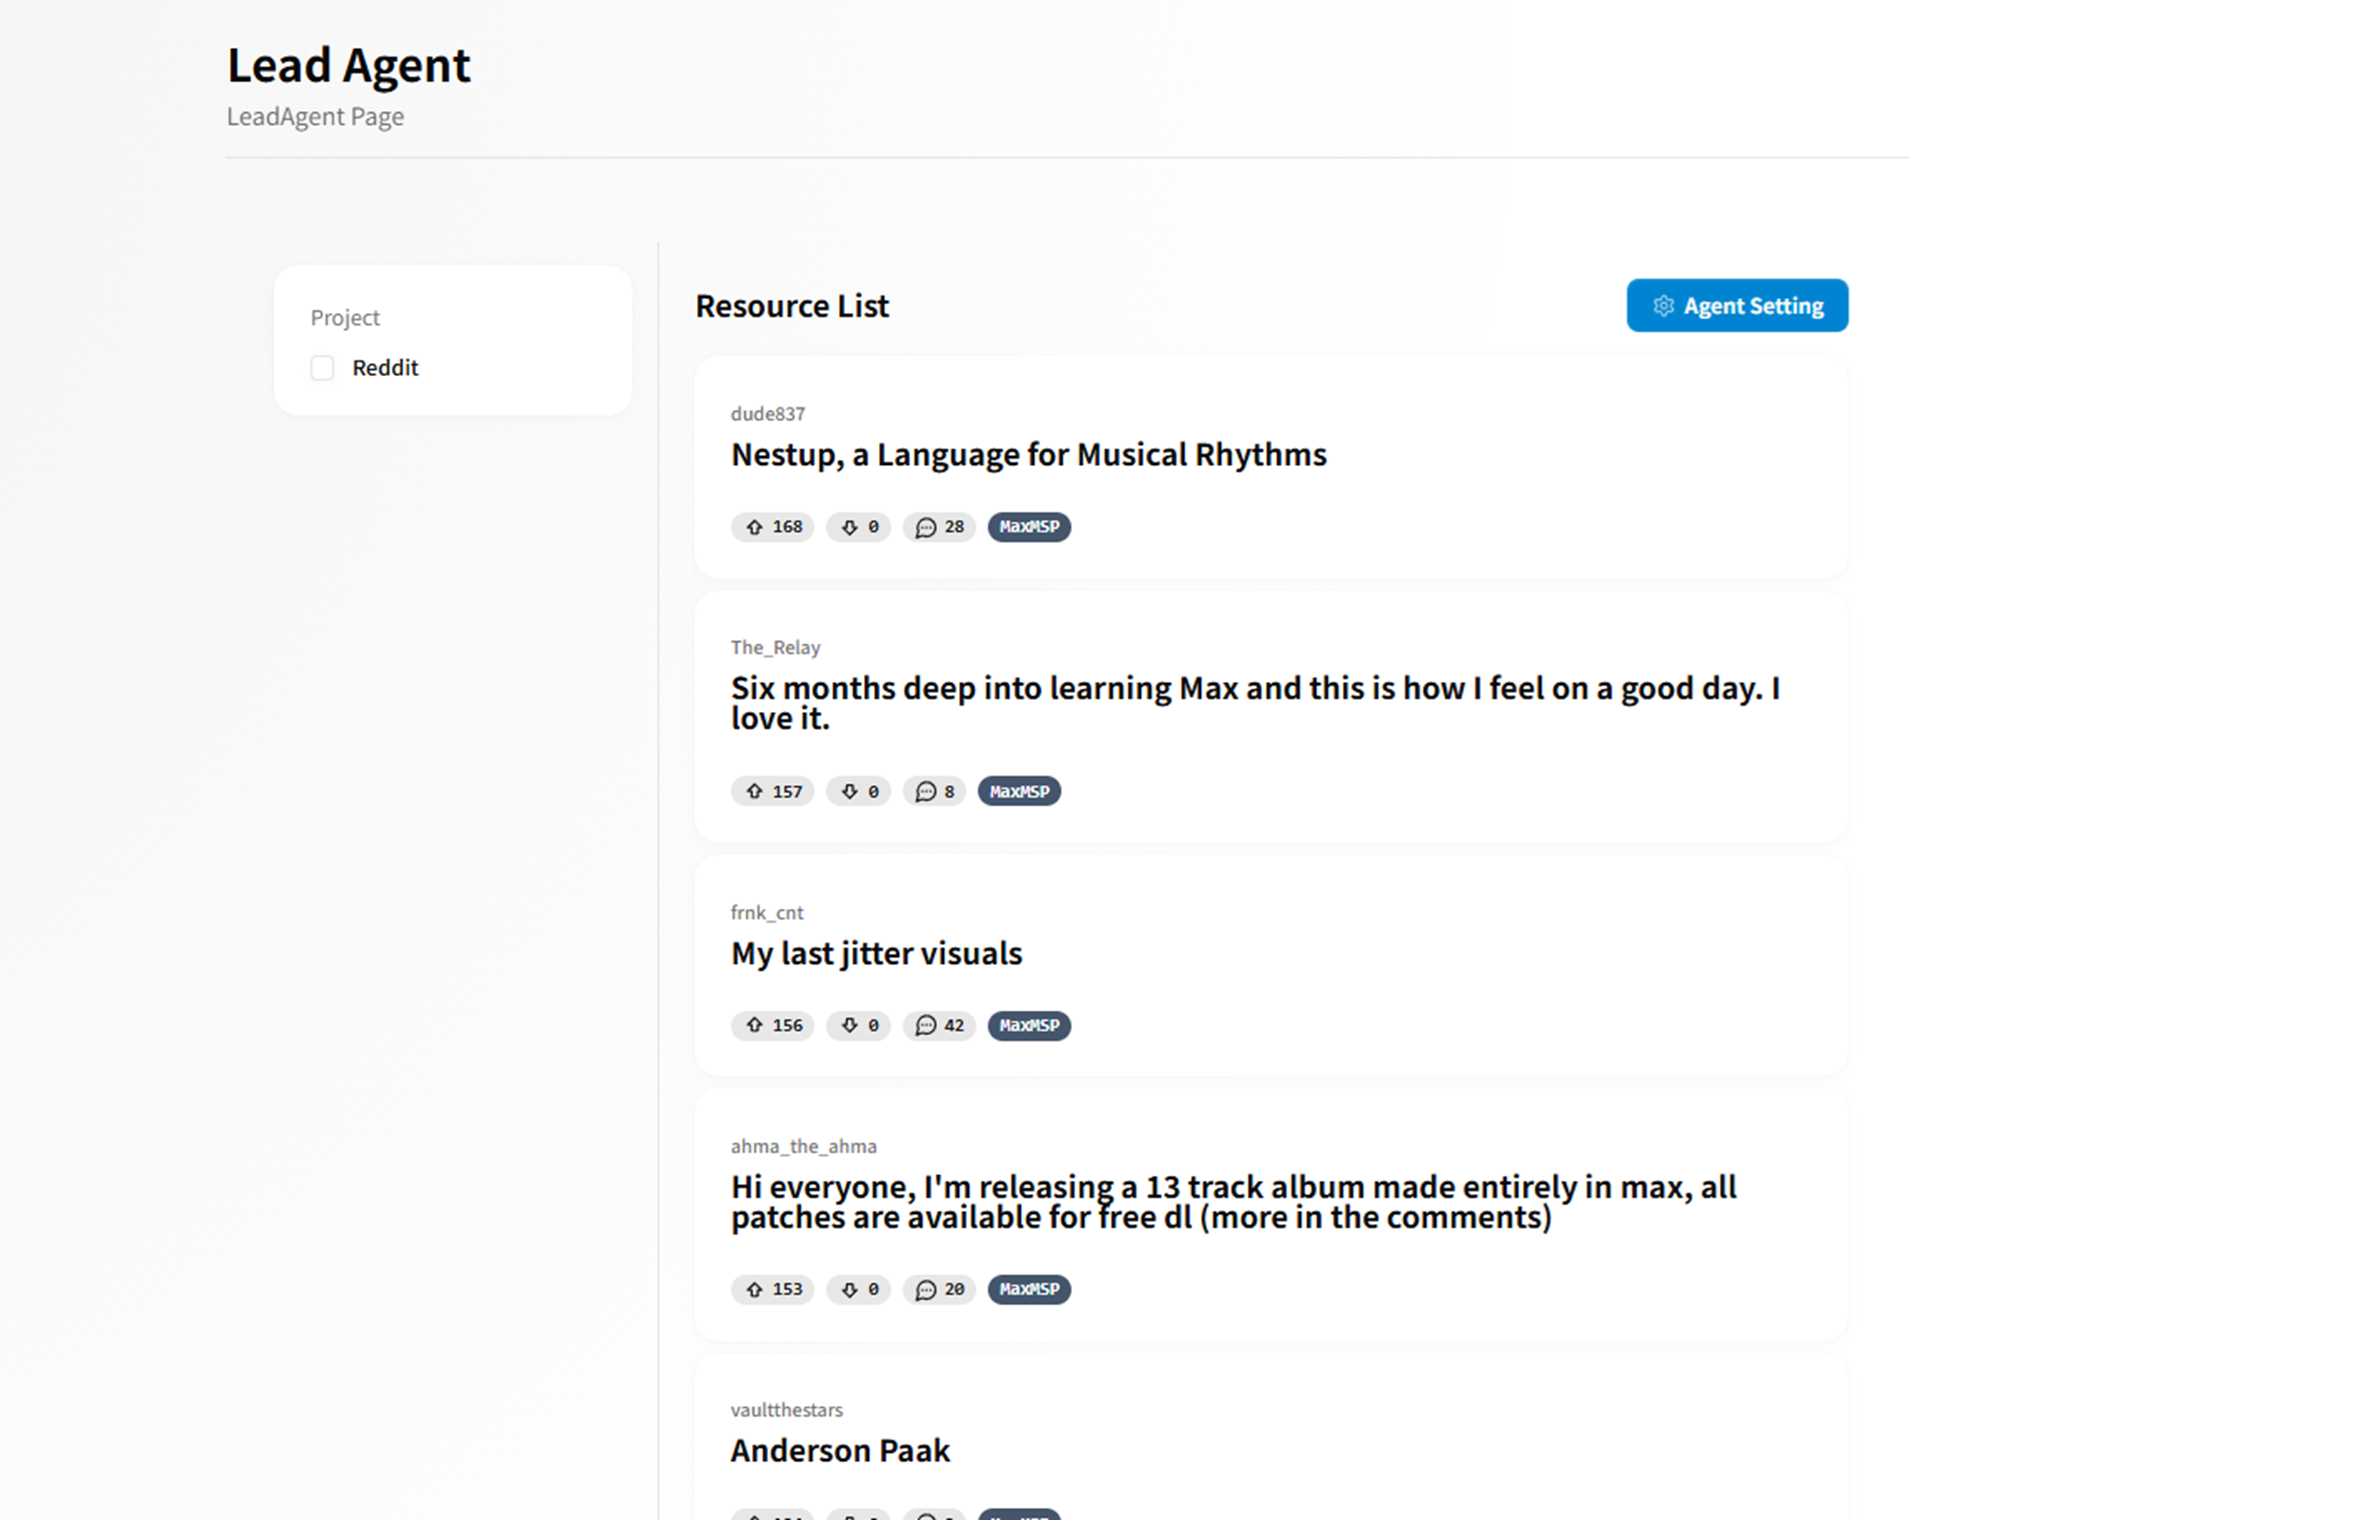 Lead Agent
LeadAgent Page
Project
Reddit
Resource List
Agent Setting
dude837
Nestup, a Language for Musical Rhythms
168 0 28 MaxMSP
The_Relay
Six months deep into learning Max and this is how I feel on a good day. I
love it.
157 0 8 MaxMSP
frnk_cnt
My last jitter visuals
156 0 42 MaxMSP
ahma_the_ahma
Hi everyone, I'm releasing a 13 track album made entirely in max, all
patches are available for free dl (more in the comments)
153 0 20 MaxMSP
vaultthestars
Anderson Paak